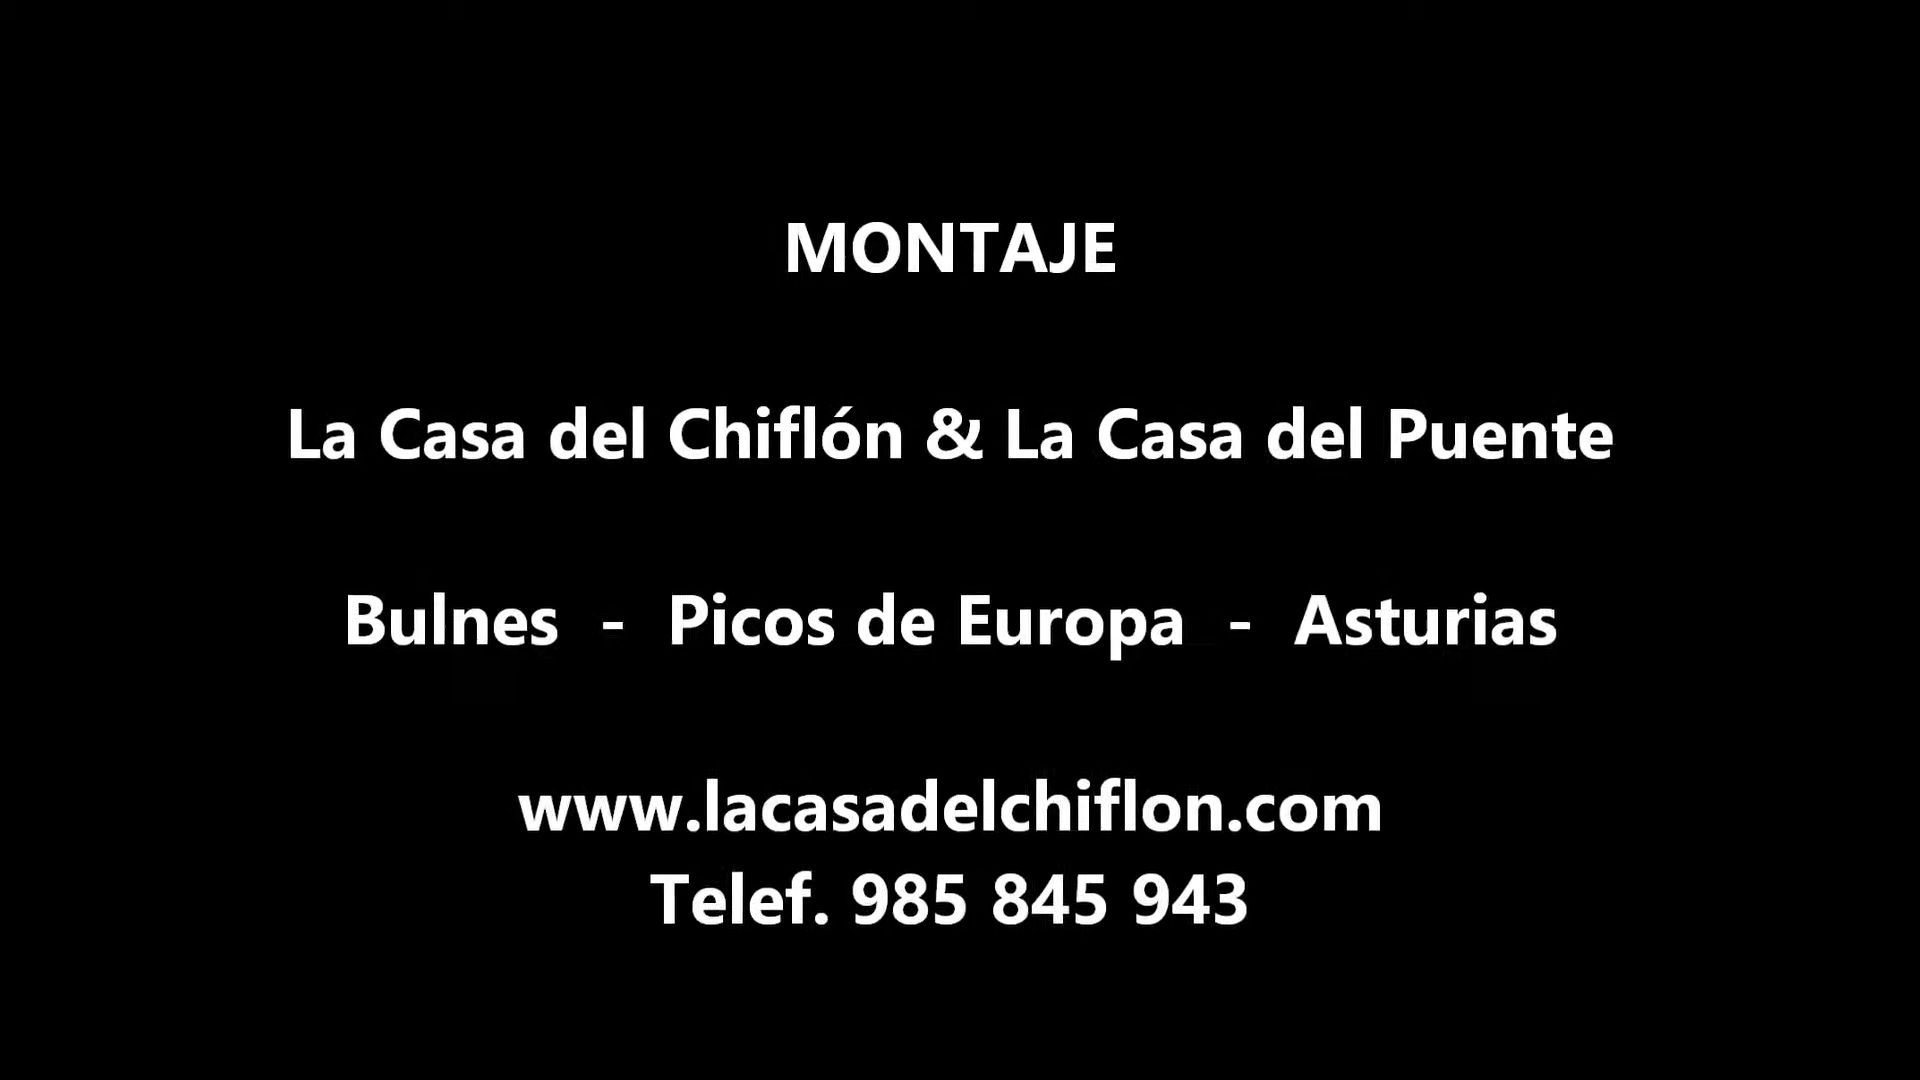 MONTAJE
La Casa del Chiflón & La Casa del Puente
Bulnes - Picos de Europa - Asturias
www.lacasadelchiflon.com
Telef. 985 845 943